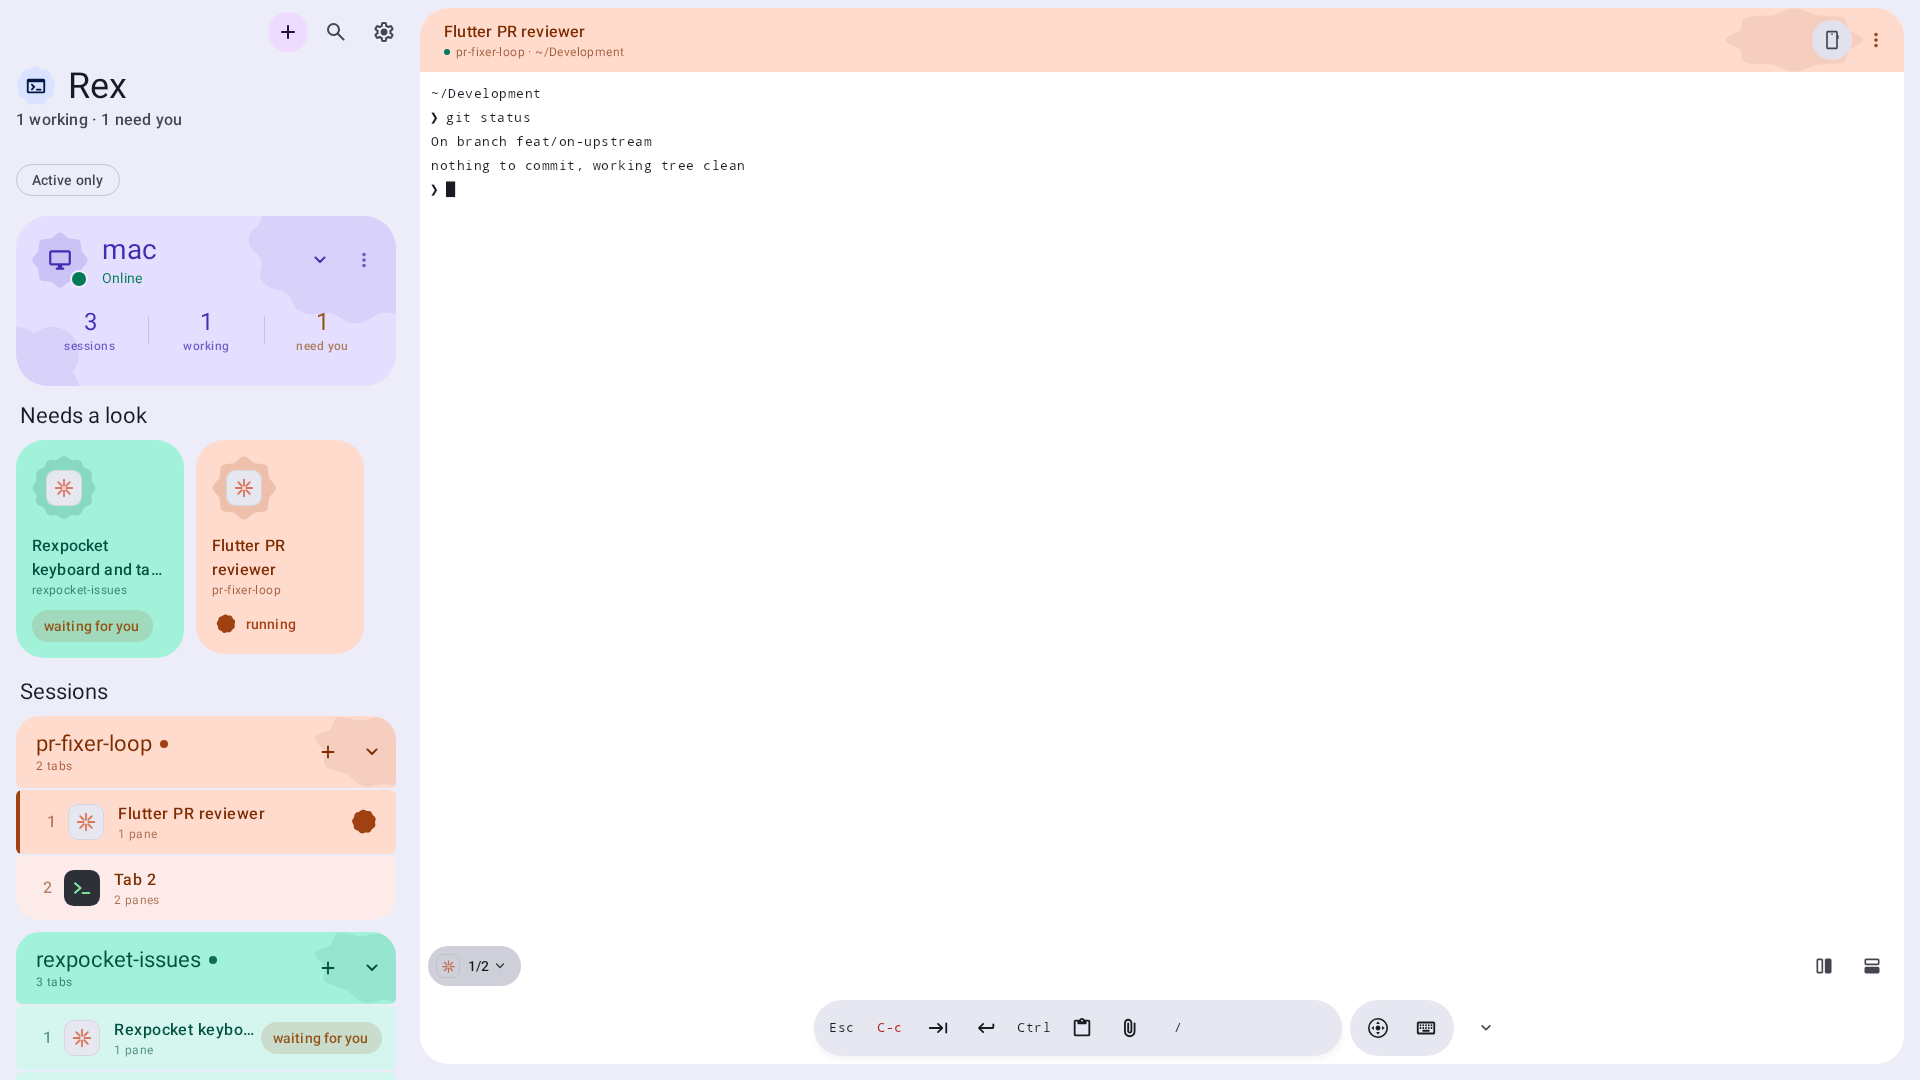 Rex
1 working · 1 need you
Active only
mac
Online
3
sessions
1
working
1
need you
Needs a look
Rexpocket
keyboard and ta...
rexpocket-issues
waiting for you
Flutter PR
reviewer
pr-fixer-loop
running
Sessions
pr-fixer-loop
2 tabs
1
Flutter PR reviewer
1 pane
2
Tab 2
2 panes
rexpocket-issues
3 tabs
1
Rexpocket keybo...
1 pane
waiting for you
Flutter PR reviewer
pr-fixer-loop · ~/Development
~/Development
❯ git status
On branch feat/on-upstream
nothing to commit, working tree clean
❯
1/2
Esc C-c Ctrl /